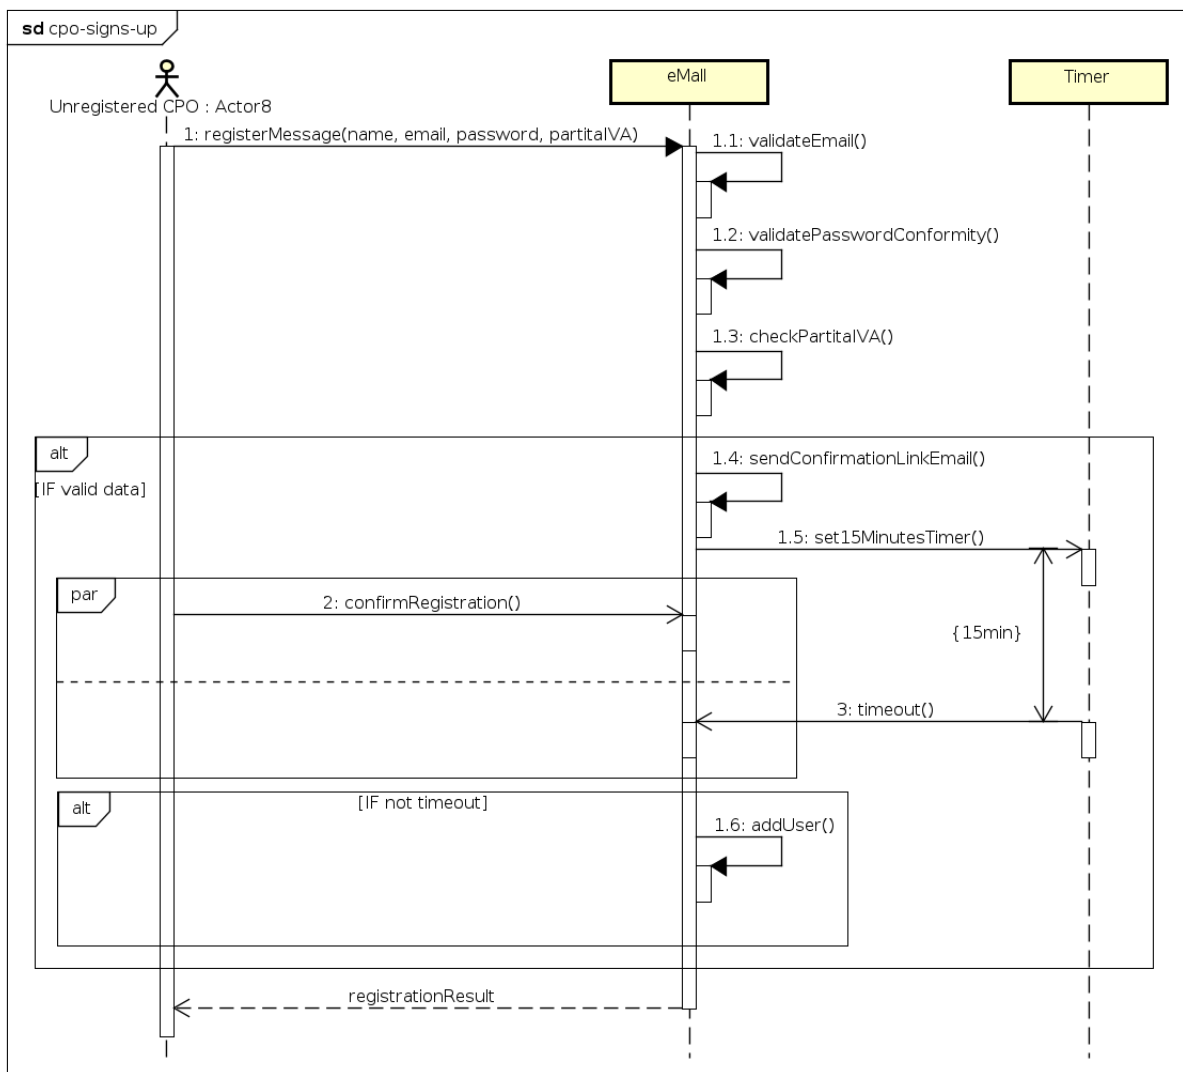 sd cpo-signs-up
Unregistered CPO : Actor8
eMall
Timer
1: registerMessage(name, email, password, partitaIVA)
1.1: validateEmail()
1.2: validatePasswordConformity()
1.3: checkPartitaIVA()
alt
[IF valid data]
1.4: sendConfirmationLinkEmail()
1.5: set15MinutesTimer()
par
2: confirmRegistration()
{15min}
3: timeout()
alt
[IF not timeout]
1.6: addUser()
registrationResult